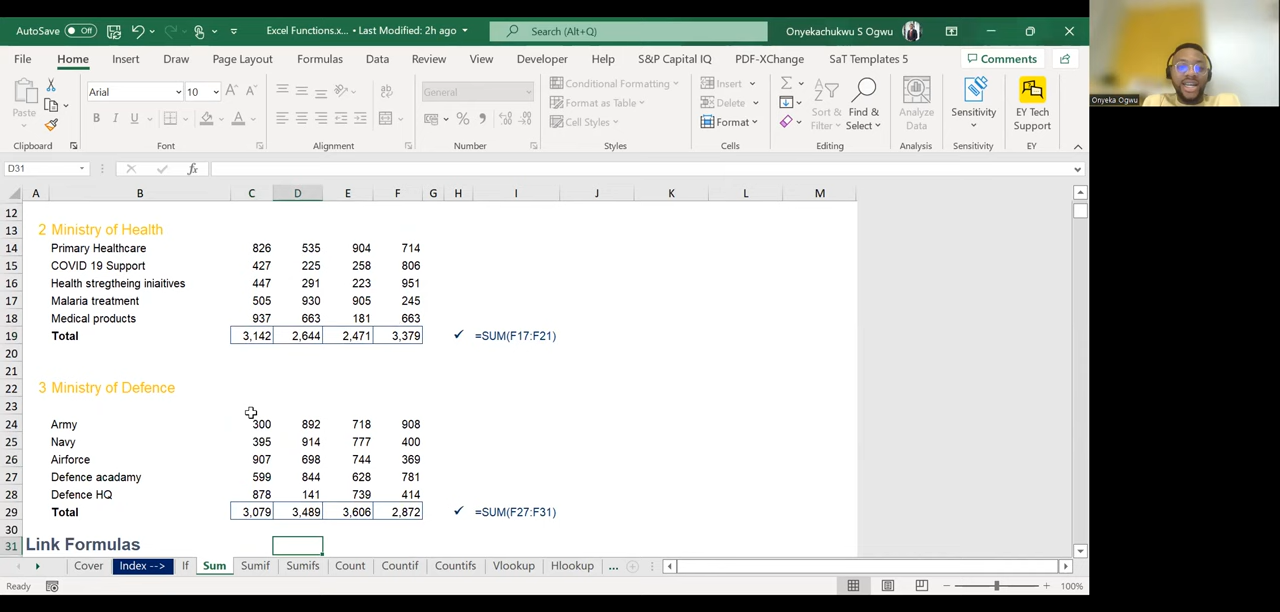 AutoSave Off Excel Functions.x... • Last Modified: 2h ago Search (Alt+Q) Onyekachukwu S Ogwu
File Home Insert Draw Page Layout Formulas Data Review View Developer Help S&P Capital IQ PDF-XChange SaT Templates 5 Comments
Paste Arial 10 A A B I U A General % Conditional Formatting Format as Table Cell Styles Insert Delete Format Sort & Filter Find & Select Analyze Data Sensitivity EY Tech Support
Clipboard Font Alignment Number Styles Cells Editing Analysis Sensitivity EY
Onyeka Ogwu
D31 fx
A B C D E F G H I J K L M
12
13 2 Ministry of Health
14 Primary Healthcare 826 535 904 714
15 COVID 19 Support 427 225 258 806
16 Health stregtheing iniaitives 447 291 223 951
17 Malaria treatment 505 930 905 245
18 Medical products 937 663 181 663
19 Total 3,142 2,644 2,471 3,379 ✓ =SUM(F17:F21)
20
21
22 3 Ministry of Defence
23
24 Army 300 892 718 908
25 Navy 395 914 777 400
26 Airforce 907 698 744 369
27 Defence acadamy 599 844 628 781
28 Defence HQ 878 141 739 414
29 Total 3,079 3,489 3,606 2,872 ✓ =SUM(F27:F31)
30
31 Link Formulas
Cover Index --> If Sum Sumif Sumifs Count Countif Countifs Vlookup Hlookup ...
Ready 100%